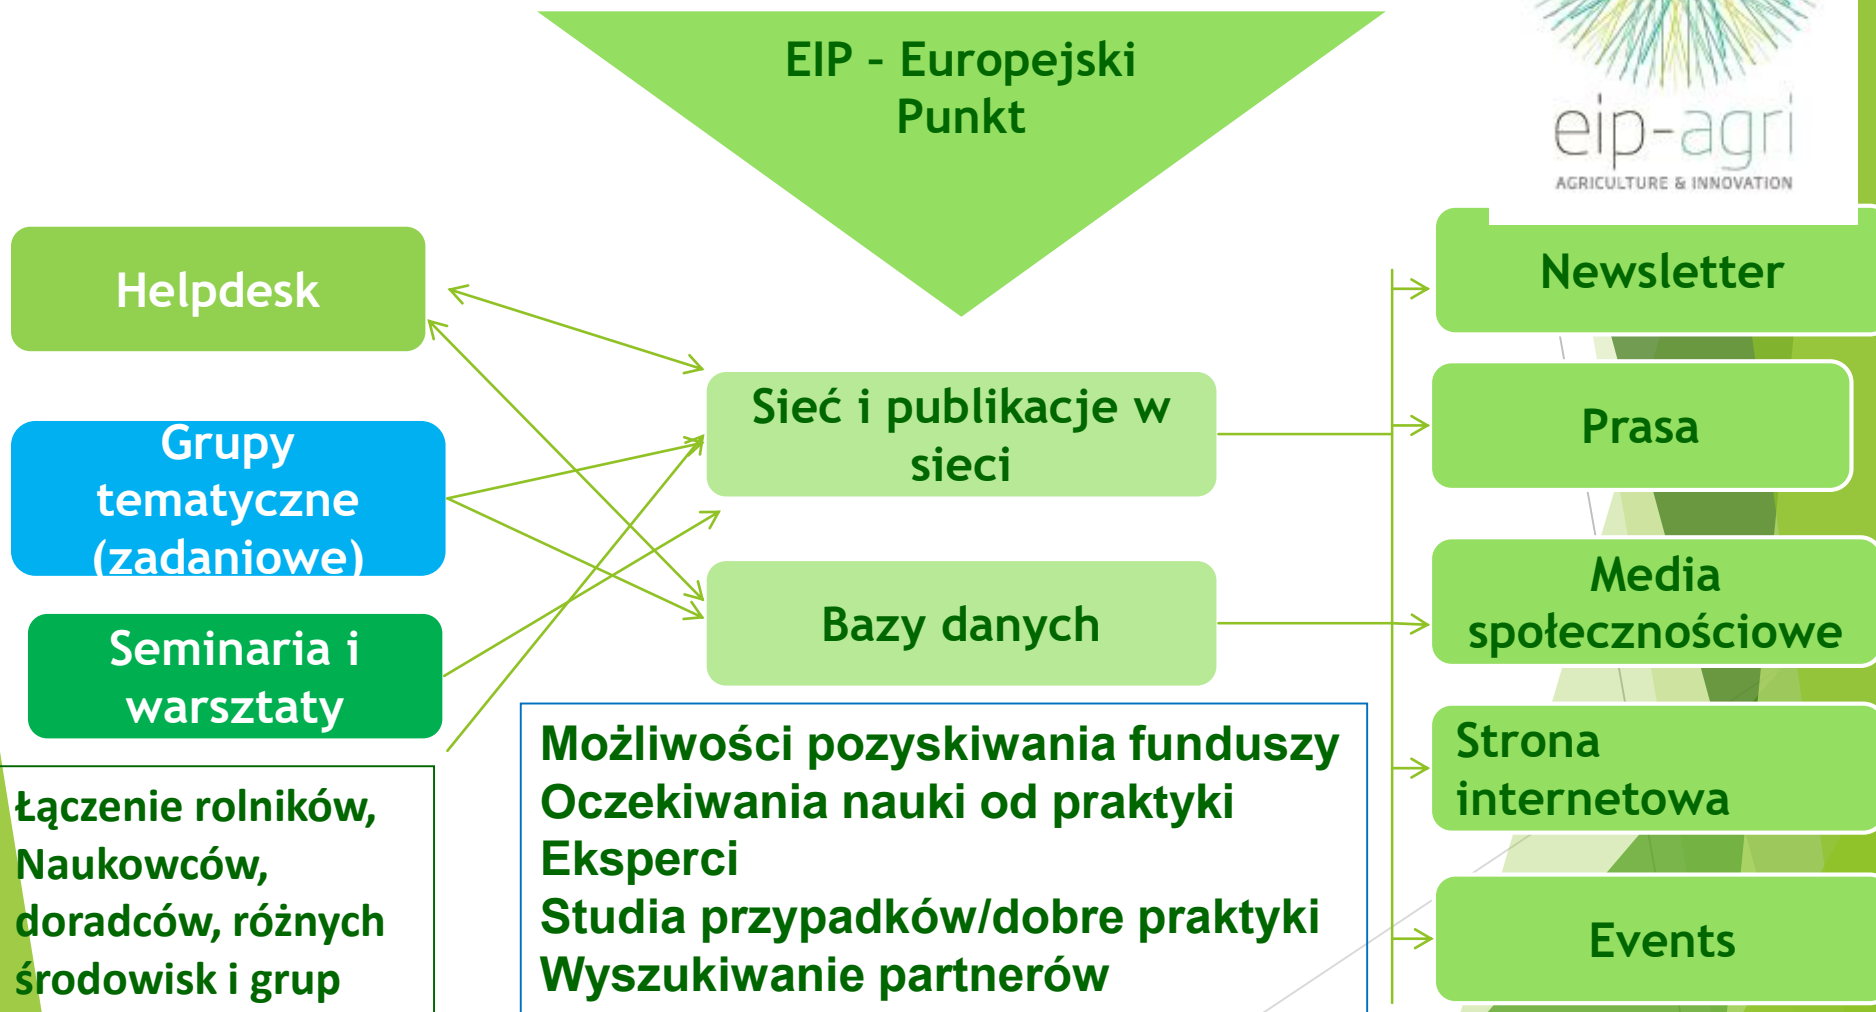 EIP – Europejski
Punkt
eip-agri
AGRICULTURE & INNOVATION
Helpdesk
Grupy
tematyczne
(zadaniowe)
Seminaria i
warsztaty
Łączenie rolników,
Naukowców,
doradców, różnych
środowisk i grup
Sieć i publikacje w
sieci
Bazy danych
Możliwości pozyskiwania funduszy
Oczekiwania nauki od praktyki
Eksperci
Studia przypadków/dobre praktyki
Wyszukiwanie partnerów
Newsletter
Prasa
Media
społecznościowe
Strona
internetowa
Events